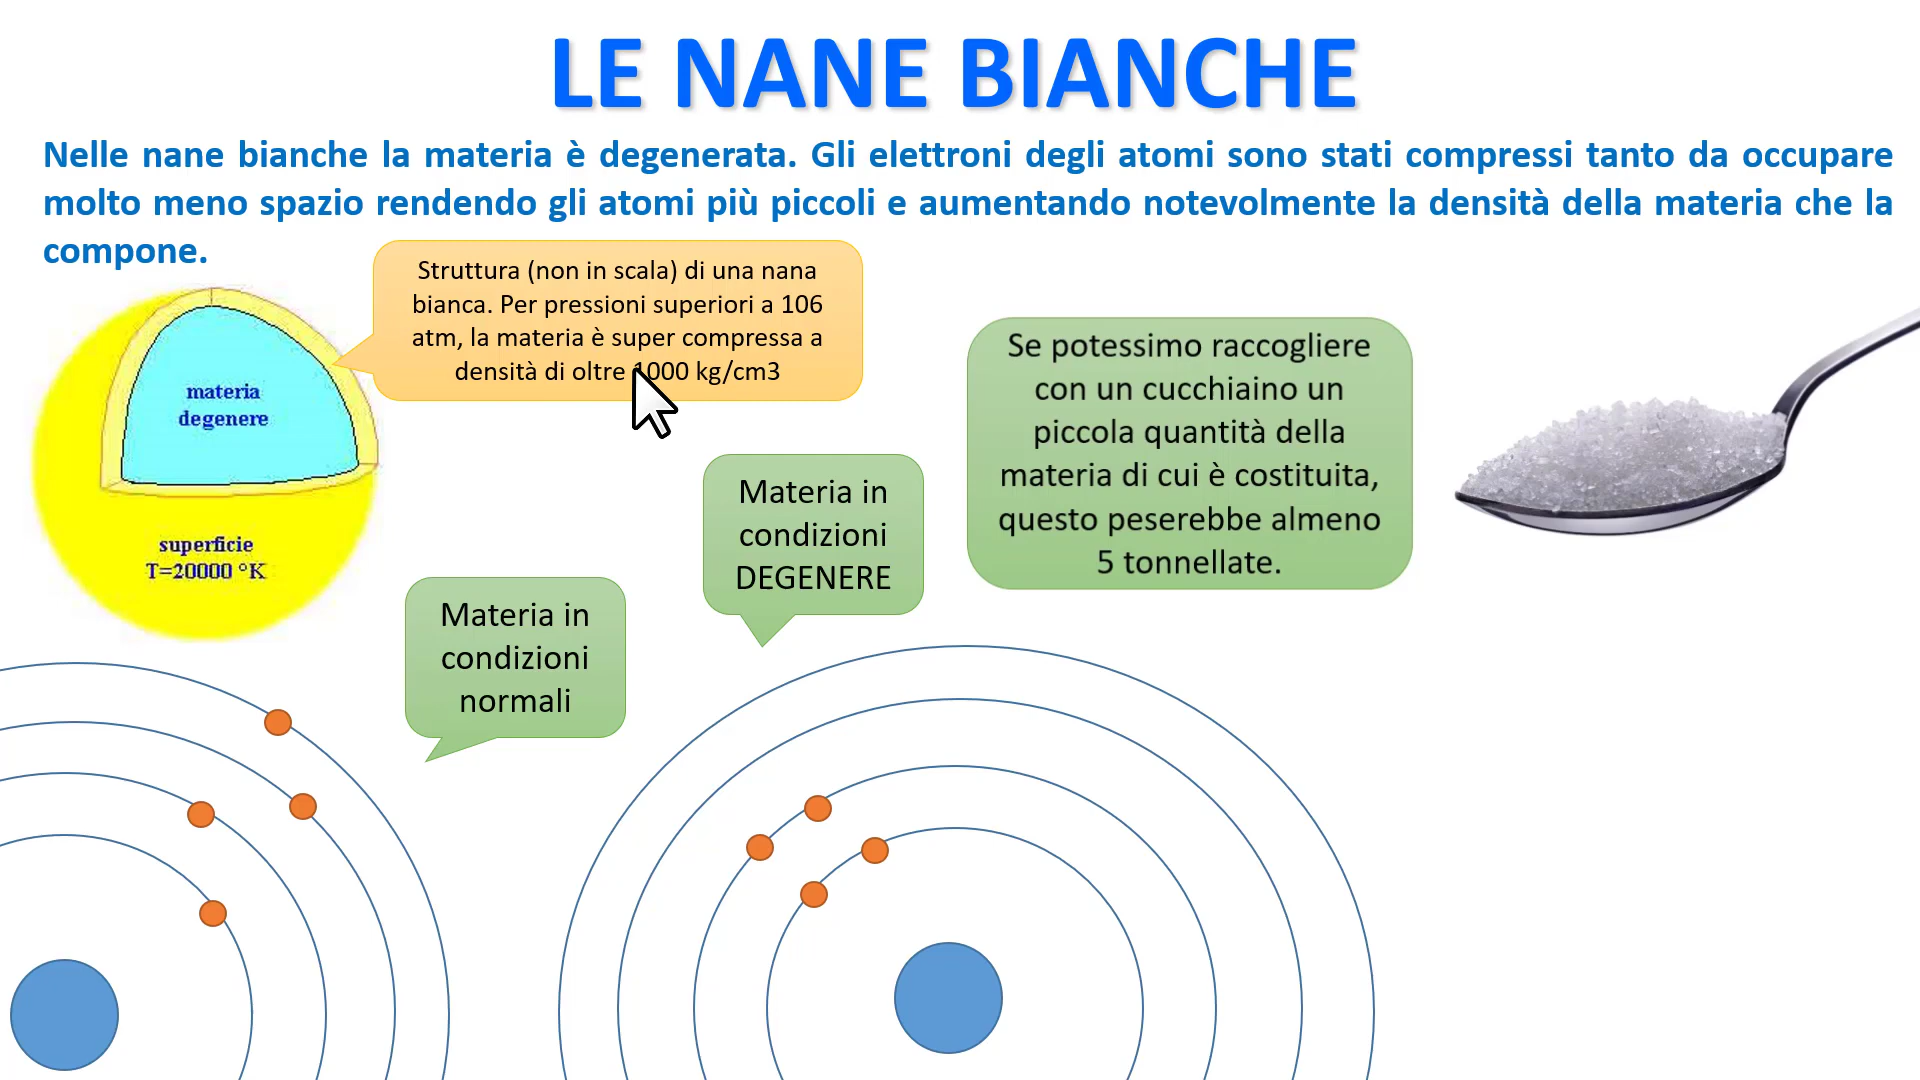 LE NANE BIANCHE
Nelle nane bianche la materia è degenerata. Gli elettroni degli atomi sono stati compressi tanto da occupare
molto meno spazio rendendo gli atomi più piccoli e aumentando notevolmente la densità della materia che la
compone.
Struttura (non in scala) di una nana
bianca. Per pressioni superiori a 106
atm, la materia è super compressa a
densità di oltre 1000 kg/cm3
materia
degenere
superficie
T=20000 °K
Materia in
condizioni
normali
Materia in
condizioni
DEGENERE
Se potessimo raccogliere
con un cucchiaino un
piccola quantità della
materia di cui è costituita,
questo peserebbe almeno
5 tonnellate.